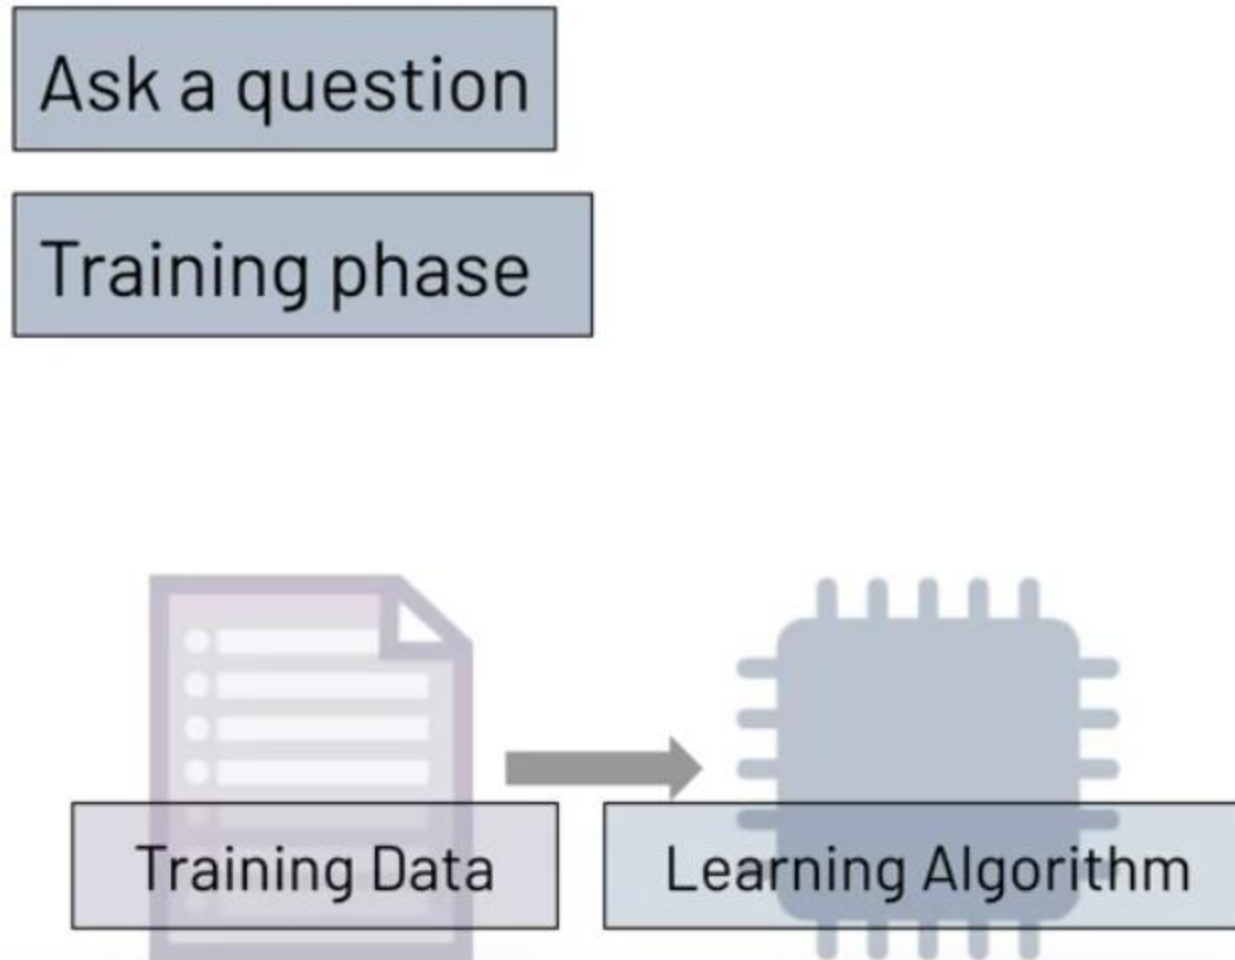 Ask a question
Training phase
Training Data
Learning Algorithm